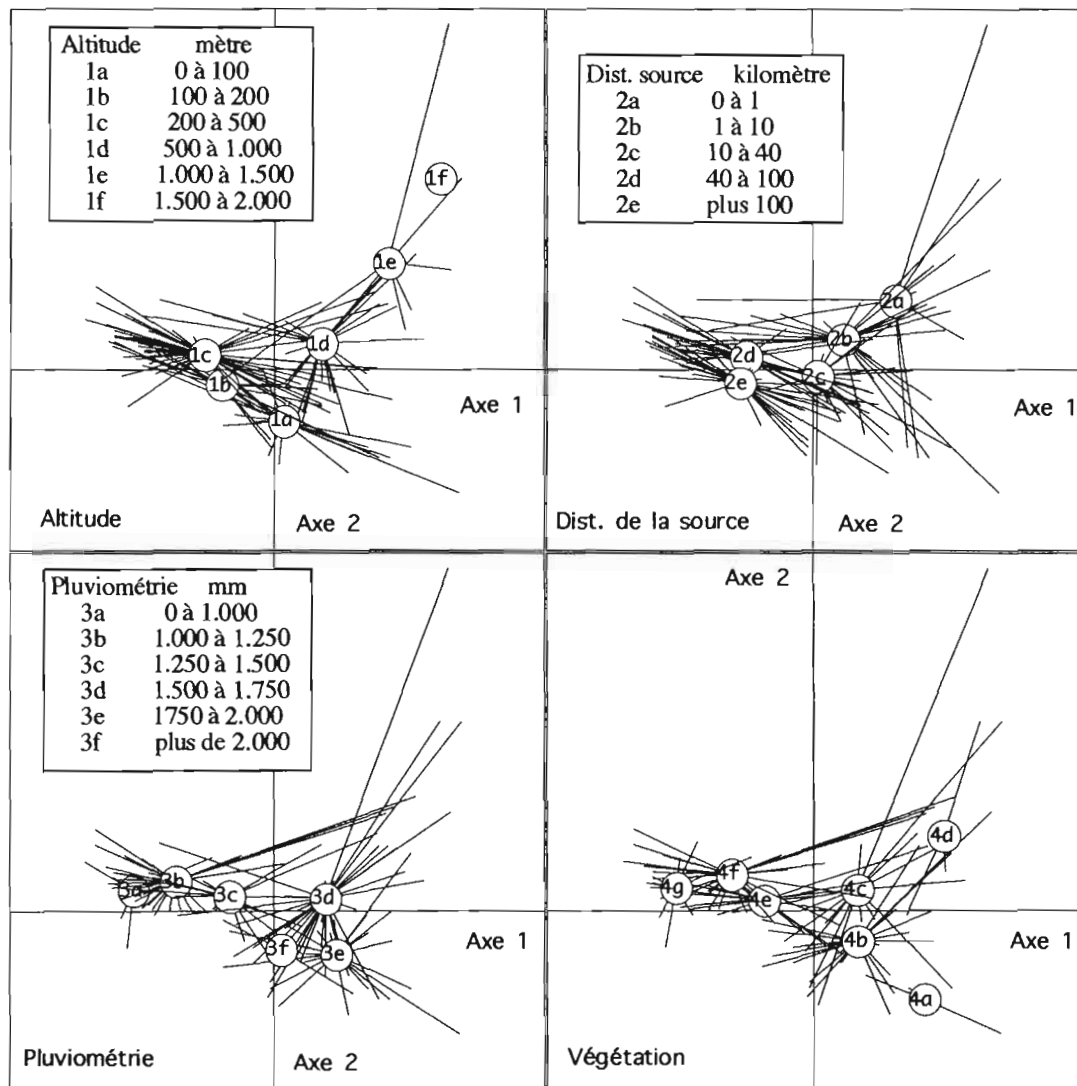 Altitude mètre
1a 0 à 100
1b 100 à 200
1c 200 à 500
1d 500 à 1.000
1e 1.000 à 1.500
1f 1.500 à 2.000
1f
1e
1d
1c
1b
1a
Axe 1
Altitude
Axe 2
Dist. source kilomètre
2a 0 à 1
2b 1 à 10
2c 10 à 40
2d 40 à 100
2e plus 100
2a
2b
2d
2c
2e
Axe 1
Dist. de la source
Axe 2
Pluviométrie mm
3a 0 à 1.000
3b 1.000 à 1.250
3c 1.250 à 1.500
3d 1.500 à 1.750
3e 1750 à 2.000
3f plus de 2.000
3a
3b
3c
3d
3f
3e
Axe 1
Pluviométrie
Axe 2
Axe 2
4d
4f
4g
4e
4c
4b
4a
Axe 1
Végétation